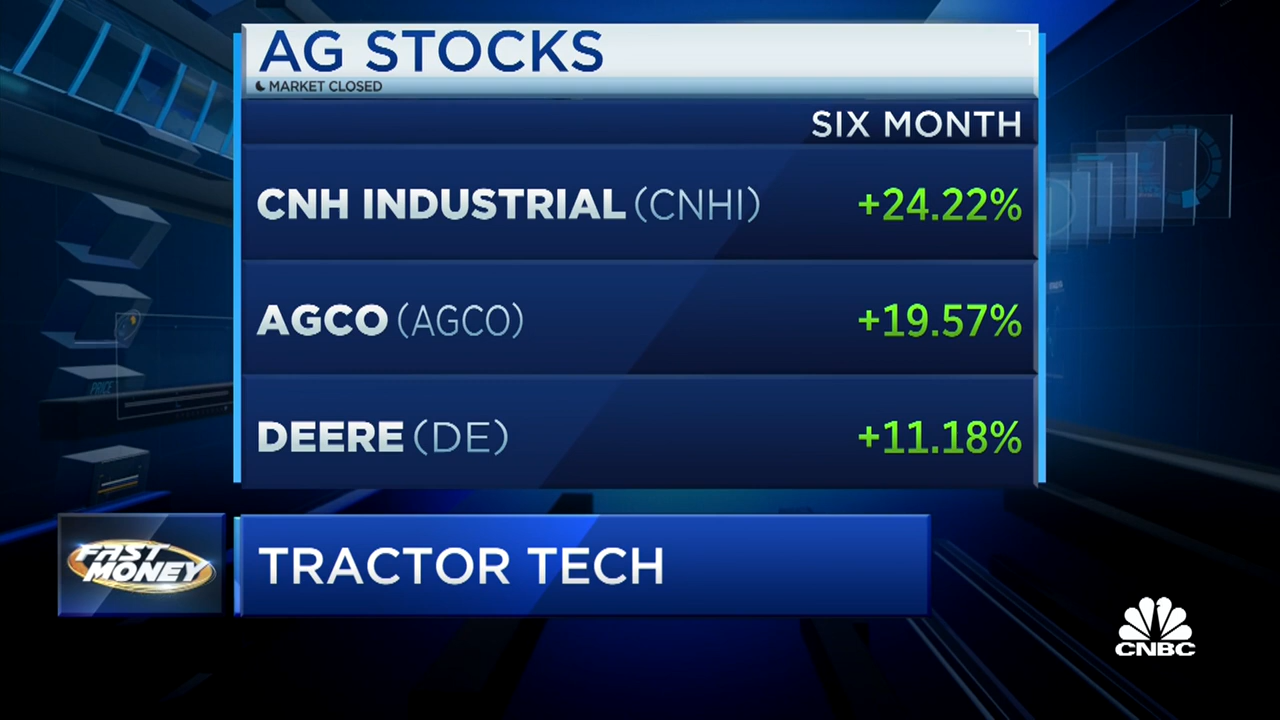 AG STOCKS
MARKET CLOSED
SIX MONTH
CNH INDUSTRIAL (CNHI) +24.22%
AGCO (AGCO) +19.57%
DEERE (DE) +11.18%
PRICE
FAST
MONEY
TRACTOR TECH
CNBC